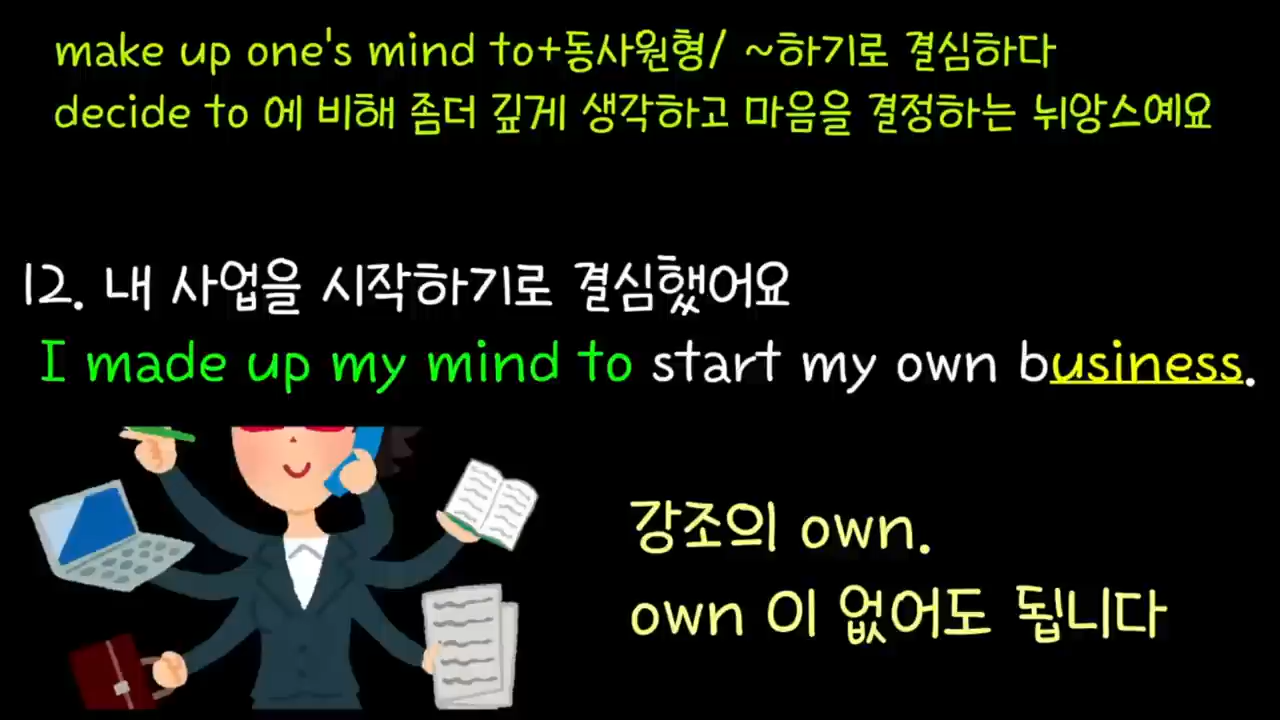 make up one's mind to+동사원형/ ~하기로 결심하다
decide to 에 비해 좀더 깊게 생각하고 마음을 결정하는 뉘앙스예요
12. 내 사업을 시작하기로 결심했어요
I made up my mind to start my own business.
강조의 own.
own 이 없어도 됩니다